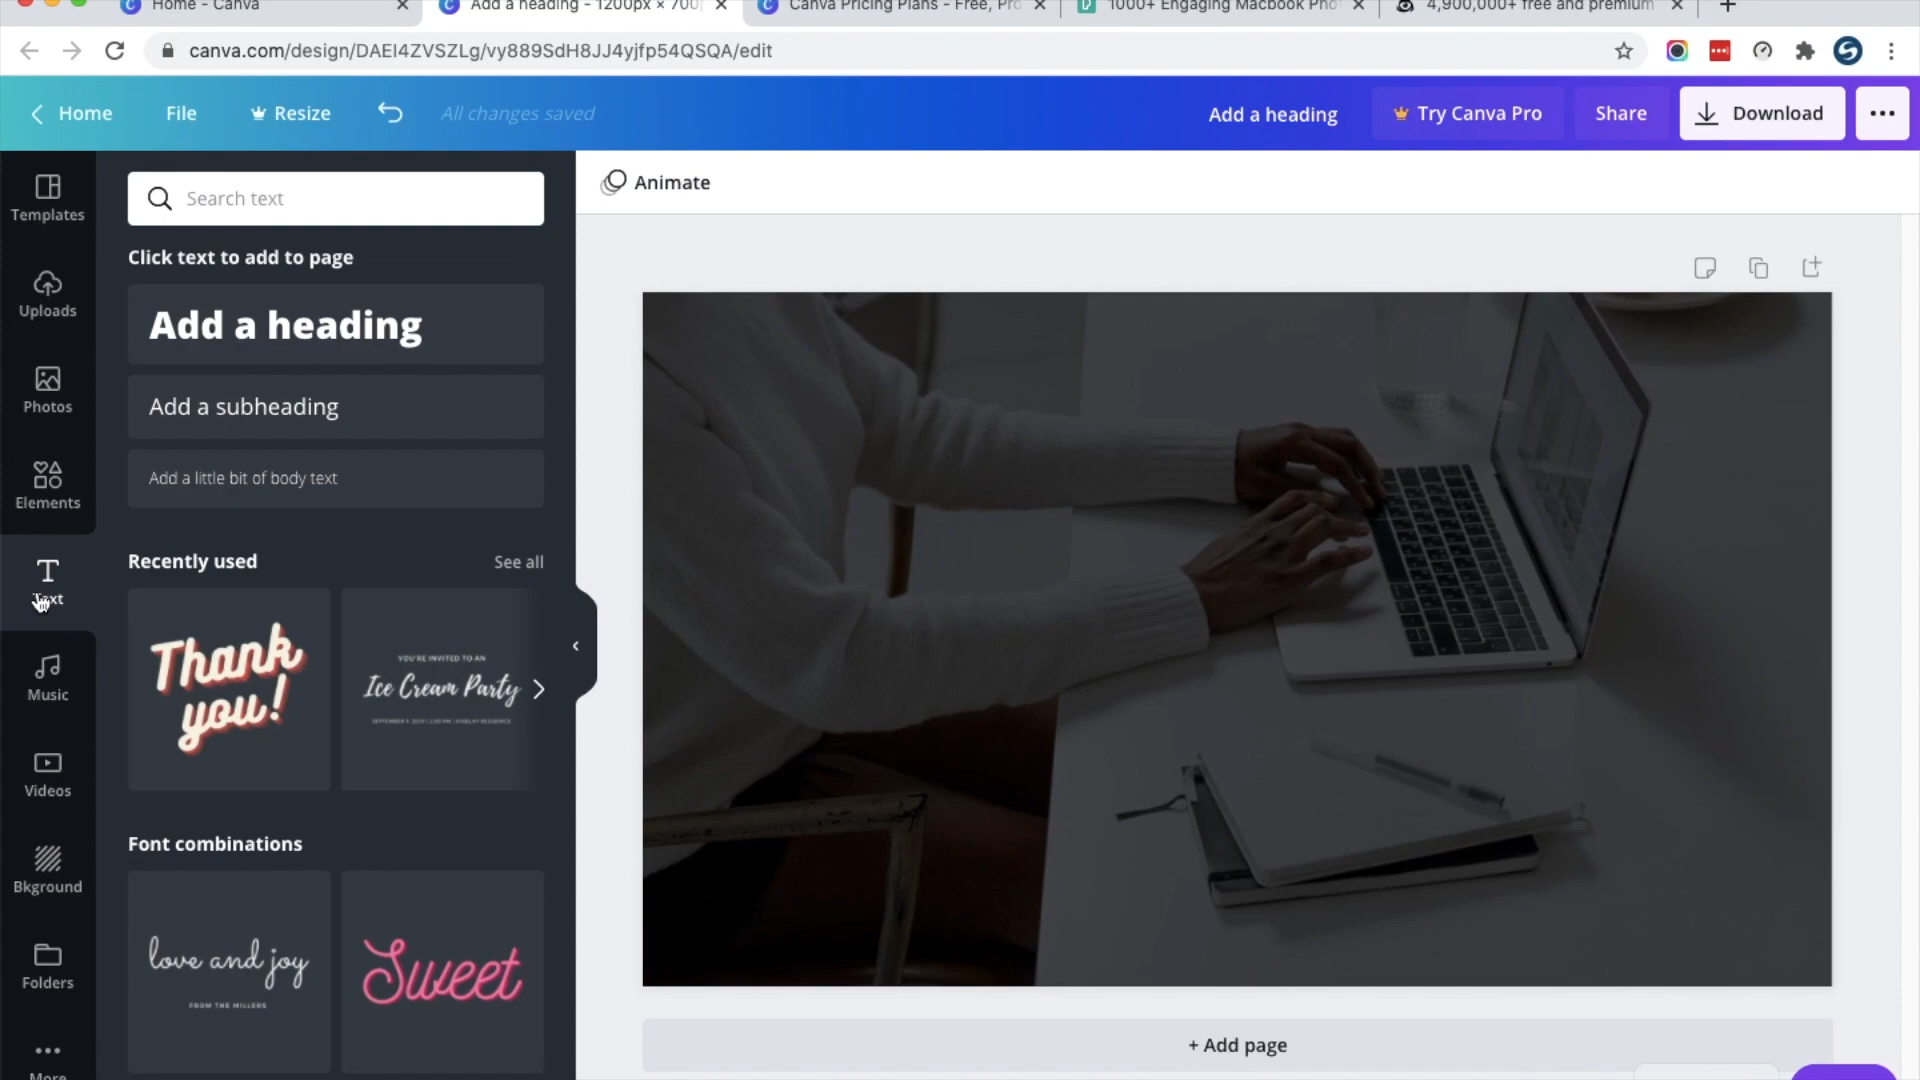 Home - Canva
Add a heading - 1200px × 700
Canva Pricing Plans - Free, Pro
1000+ Engaging Macbook Pho
4,900,000+ free and premium
canva.com/design/DAEI4ZVSZLg/vy889SdH8JJ4yjfp54QSQA/edit
Home
File
Resize
All changes saved
Add a heading
Try Canva Pro
Share
Download
Templates
Uploads
Photos
Elements
Text
Music
Videos
Bkground
Folders
More
Search text
Click text to add to page
Add a heading
Add a subheading
Add a little bit of body text
Recently used
See all
Thank
you!
YOU'RE INVITED TO AN
Ice Cream Party
Font combinations
love and joy
FROM THE MILLERS
Sweet
Animate
+ Add page